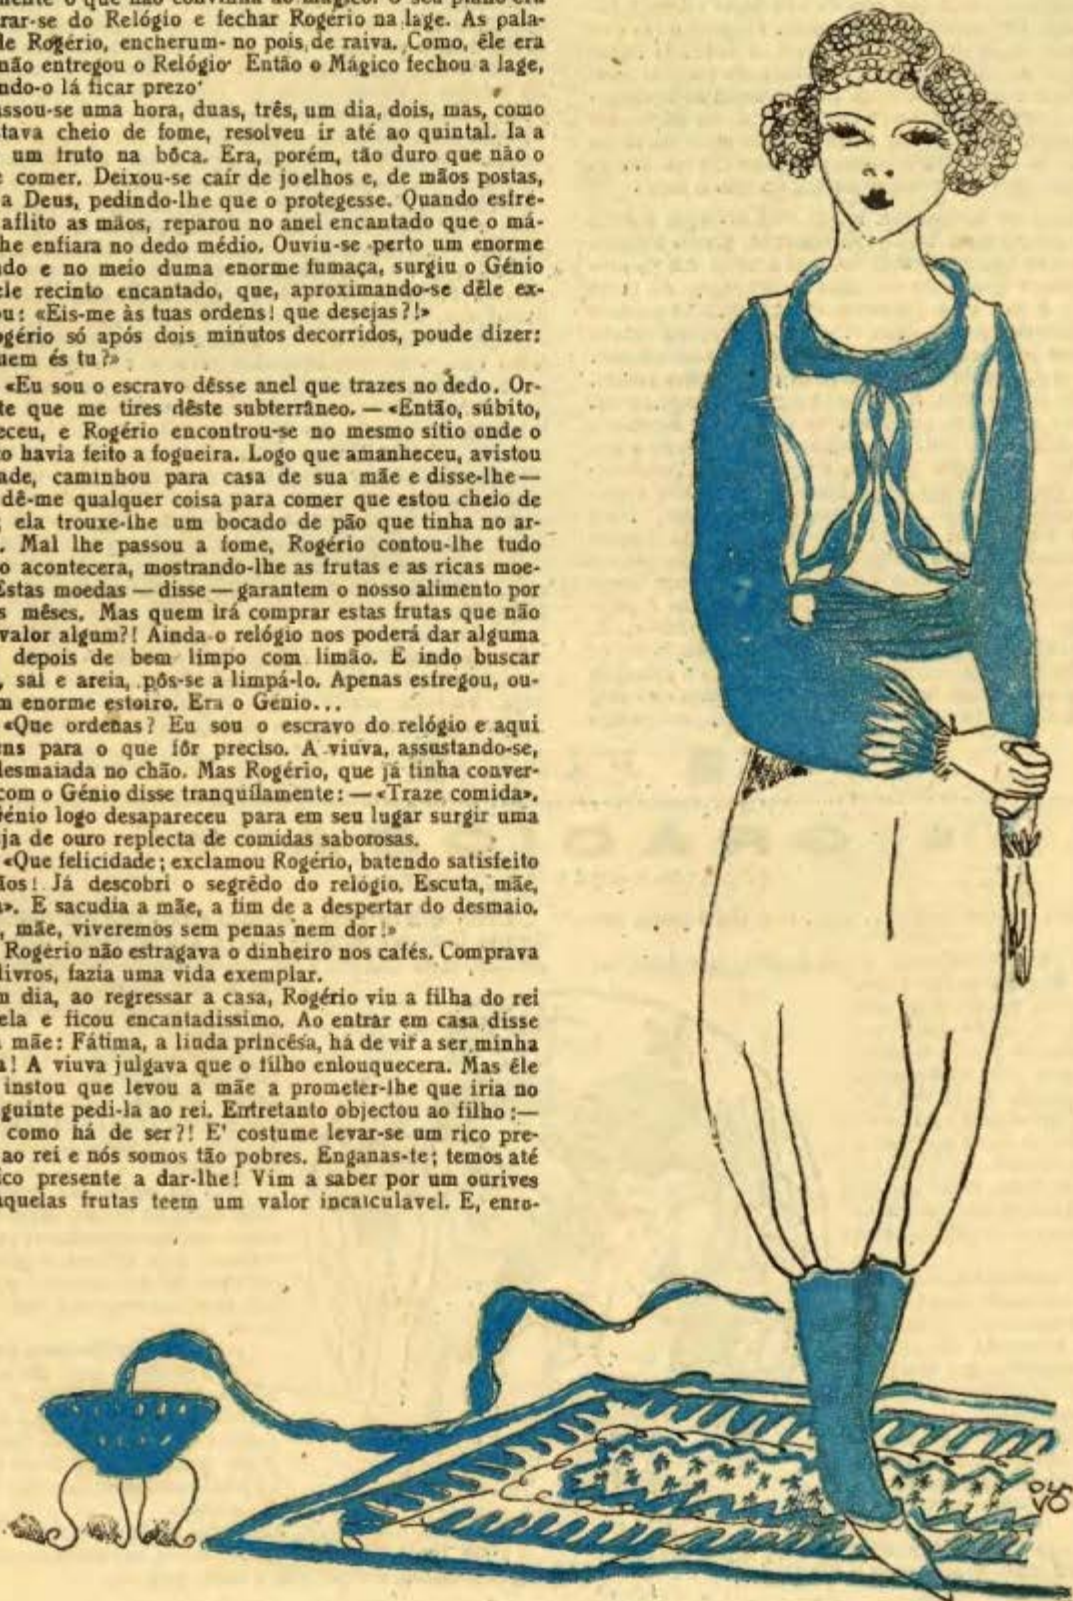 mente o que não convinha ao mágico. O seu plano era
rar-se do Relógio e fechar Rogério na lage. As pala-
le Rogério, encherum- no pois de raiva. Como, êle era
não entregou o Relógio· Então o Mágico fechou a lage,
ndo-o lá ficar prezo·
assou-se uma hora, duas, três, um dia, dois, mas, como
tava cheio de fome, resolveu ir até ao quintal. Ia a
um fruto na bôca. Era, porém, tão duro que não o
e comer. Deixou-se caír de joelhos e, de mãos postas,
a Deus, pedindo-lhe que o protegesse. Quando esfre-
aflito as mãos, reparou no anel encantado que o má-
he enfiara no dedo médio. Ouviu-se perto um enorme
ndo e no meio duma enorme fumaça, surgiu o Génio
ele recinto encantado, que, aproximando-se dêle ex-
ou: «Eis-me às tuas ordens! que desejas?!»
ogério só após dois minutos decorridos, poude dizer:
uem és tu?»
«Eu sou o escravo dêsse anel que trazes no dedo. Or-
te que me tires dêste subterrâneo. — «Então, súbito,
eceu, e Rogério encontrou-se no mesmo sítio onde o
o havia feito a fogueira. Logo que amanheceu, avistou
ade, caminhou para casa de sua mãe e disse-lhe—
dê-me qualquer coisa para comer que estou cheio de
; ela trouxe-lhe um bocado de pão que tinha no ar-
. Mal lhe passou a fome, Rogério contou-lhe tudo
o acontecera, mostrando-lhe as frutas e as ricas moe-
Estas moedas — disse — garantem o nosso alimento por
s mêses. Mas quem irá comprar estas frutas que não
valor algum?! Ainda o relógio nos poderá dar alguma
depois de bem limpo com limão. E indo buscar
, sal e areia, pôs-se a limpá-lo. Apenas esfregou, ou-
m enorme estoiro. Era o Génio...
«Que ordenas? Eu sou o escravo do relógio e aqui
ens para o que fôr preciso. A viúva, assustando-se,
desmaiada no chão. Mas Rogério, que já tinha conver-
com o Génio disse tranquilamente: — «Traze comida».
Génio logo desapareceu para em seu lugar surgir uma
ja de ouro replecta de comidas saborosas.
«Que felicidade; exclamou Rogério, batendo satisfeito
ãos! Já descobri o segrêdo do relógio. Escuta, mãe,
a». E sacudia a mãe, a fim de a despertar do desmaio.
, mãe, viveremos sem penas nem dor!»
Rogério não estragava o dinheiro nos cafés. Comprava
livros, fazia uma vida exemplar.
m dia, ao regressar a casa, Rogério viu a filha do rei
ela e ficou encantadissimo. Ao entrar em casa disse
a mãe: Fátima, a linda princêsa, há de vir a ser minha
a! A viuva julgava que o filho enlouquecera. Mas êle
instou que levou a mãe a prometer-lhe que iria no
guinte pedi-la ao rei. Entretanto objectou ao filho:—
como há de ser?! E' costume levar-se um rico pre-
ao rei e nós somos tão pobres. Enganas-te; temos até
ico presente a dar-lhe! Vim a saber por um ourives
aquelas frutas teem um valor incalculavel. E, enro-